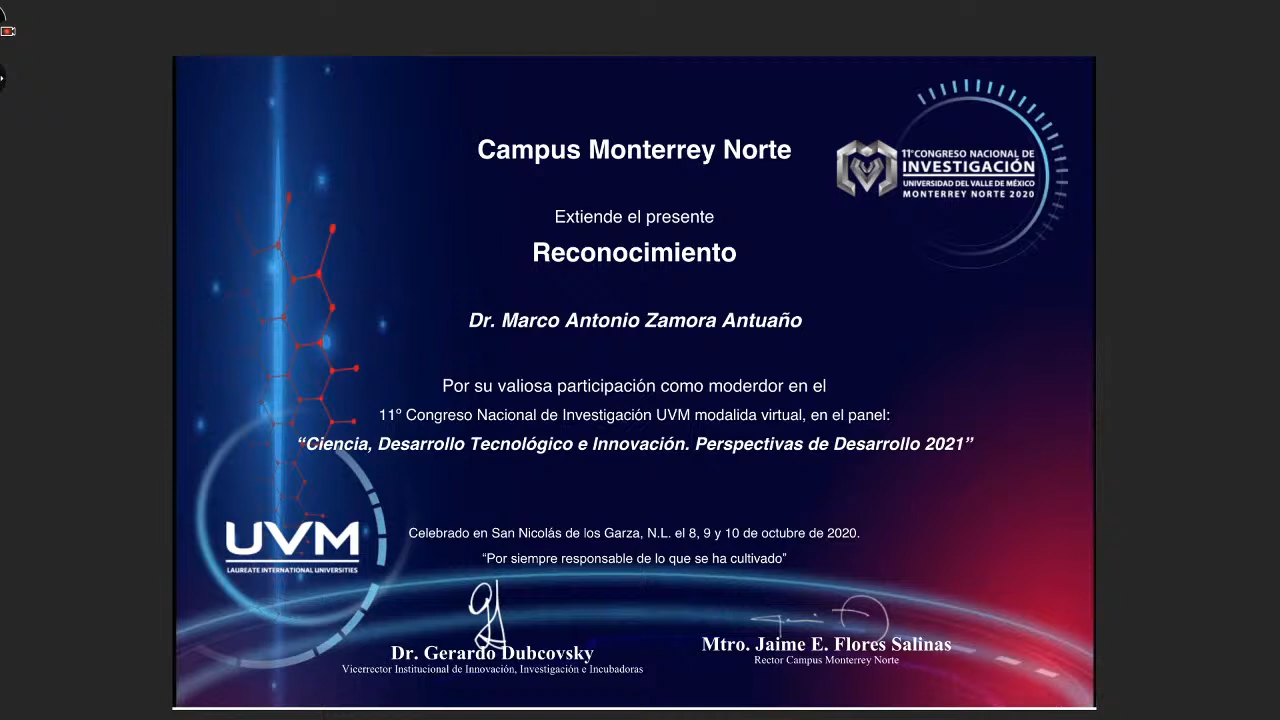 Campus Monterrey Norte
11°CONGRESO NACIONAL DE
INVESTIGACIÓN
UNIVERSIDAD DEL VALLE DE MÉXICO
MONTERREY NORTE 2020
Extiende el presente
Reconocimiento
Dr. Marco Antonio Zamora Antuaño
Por su valiosa participación como moderdor en el
11º Congreso Nacional de Investigación UVM modalida virtual, en el panel:
“Ciencia, Desarrollo Tecnológico e Innovación. Perspectivas de Desarrollo 2021”
UVM
LAUREATE INTERNATIONAL UNIVERSITIES
Celebrado en San Nicolás de los Garza, N.L. el 8, 9 y 10 de octubre de 2020.
“Por siempre responsable de lo que se ha cultivado”
Dr. Gerardo Dubcovsky
Vicerrector Institucional de Innovación, Investigación e Incubadoras
Mtro. Jaime E. Flores Salinas
Rector Campus Monterrey Norte